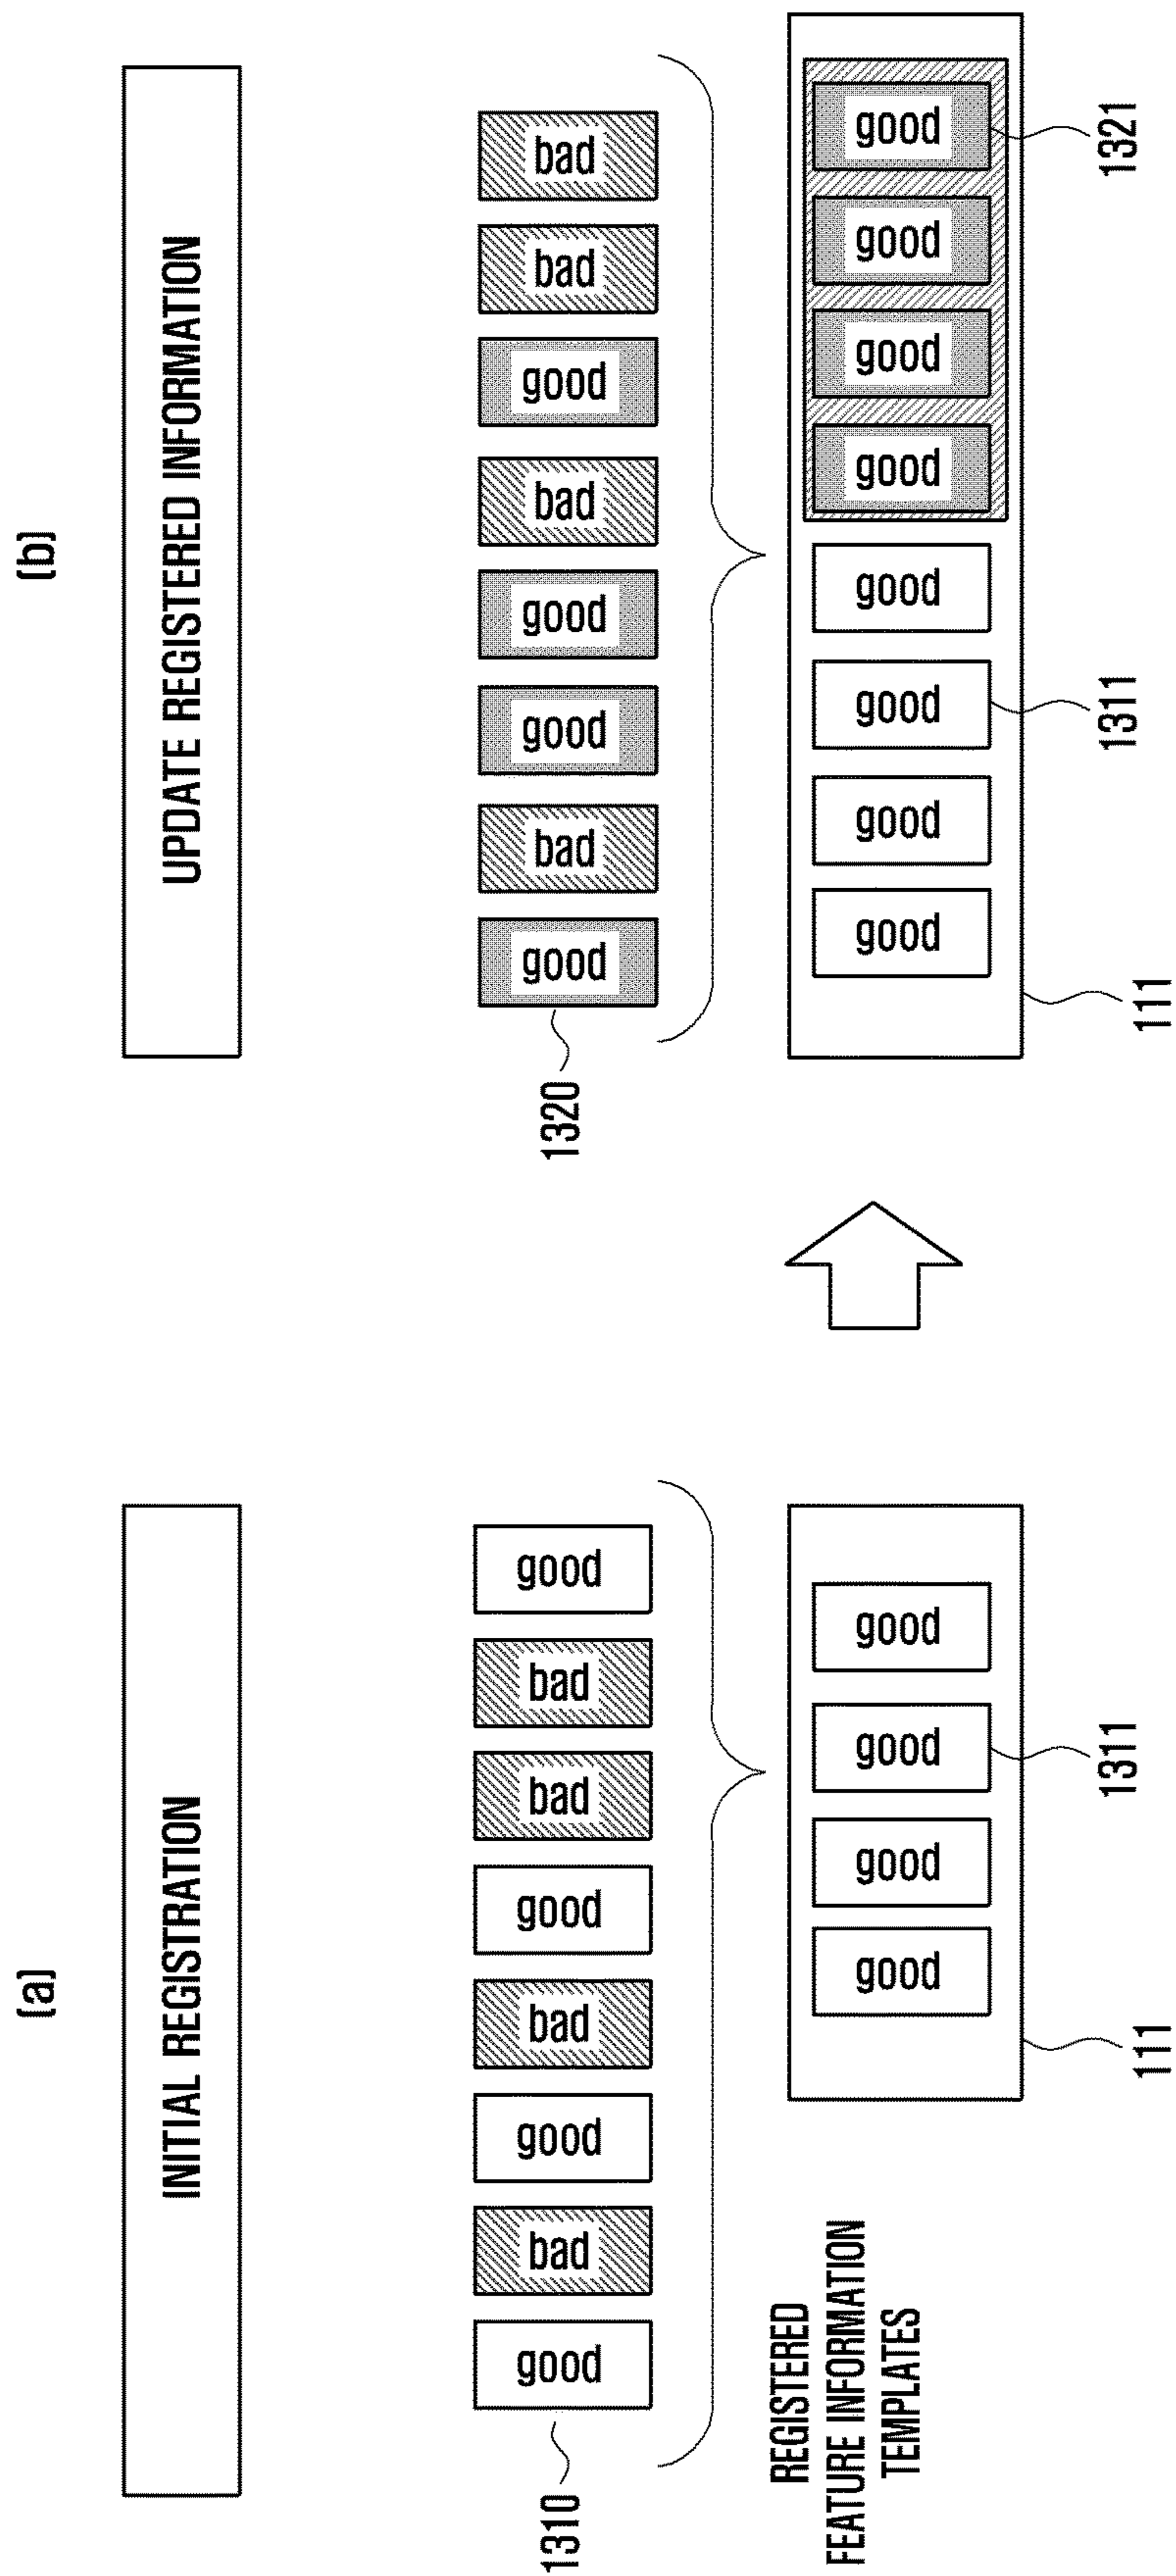 (a)
INITIAL REGISTRATION
1310
good
bad
good
bad
good
bad
bad
good
REGISTERED
FEATURE INFORMATION
TEMPLATES
good
good
good
good
111
1311
(b)
UPDATE REGISTERED INFORMATION
1320
good
bad
good
good
bad
good
bad
bad
good
good
good
good
good
good
good
good
111
1311
1321